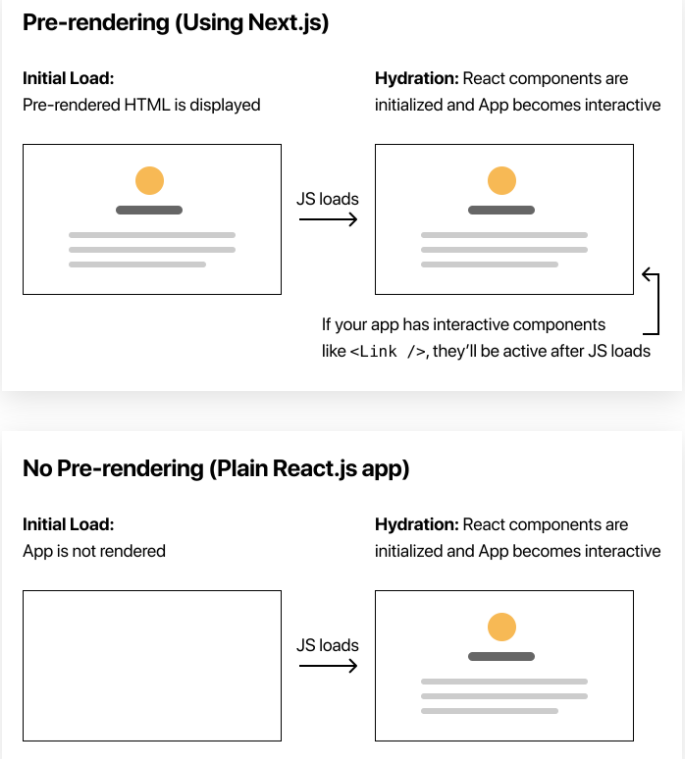 Pre-rendering (Using Next.js)
Initial Load:
Pre-rendered HTML is displayed
Hydration: React components are
initialized and App becomes interactive
JS loads
If your app has interactive components
like <Link />, they’ll be active after JS loads
No Pre-rendering (Plain React.js app)
Initial Load:
App is not rendered
Hydration: React components are
initialized and App becomes interactive
JS loads